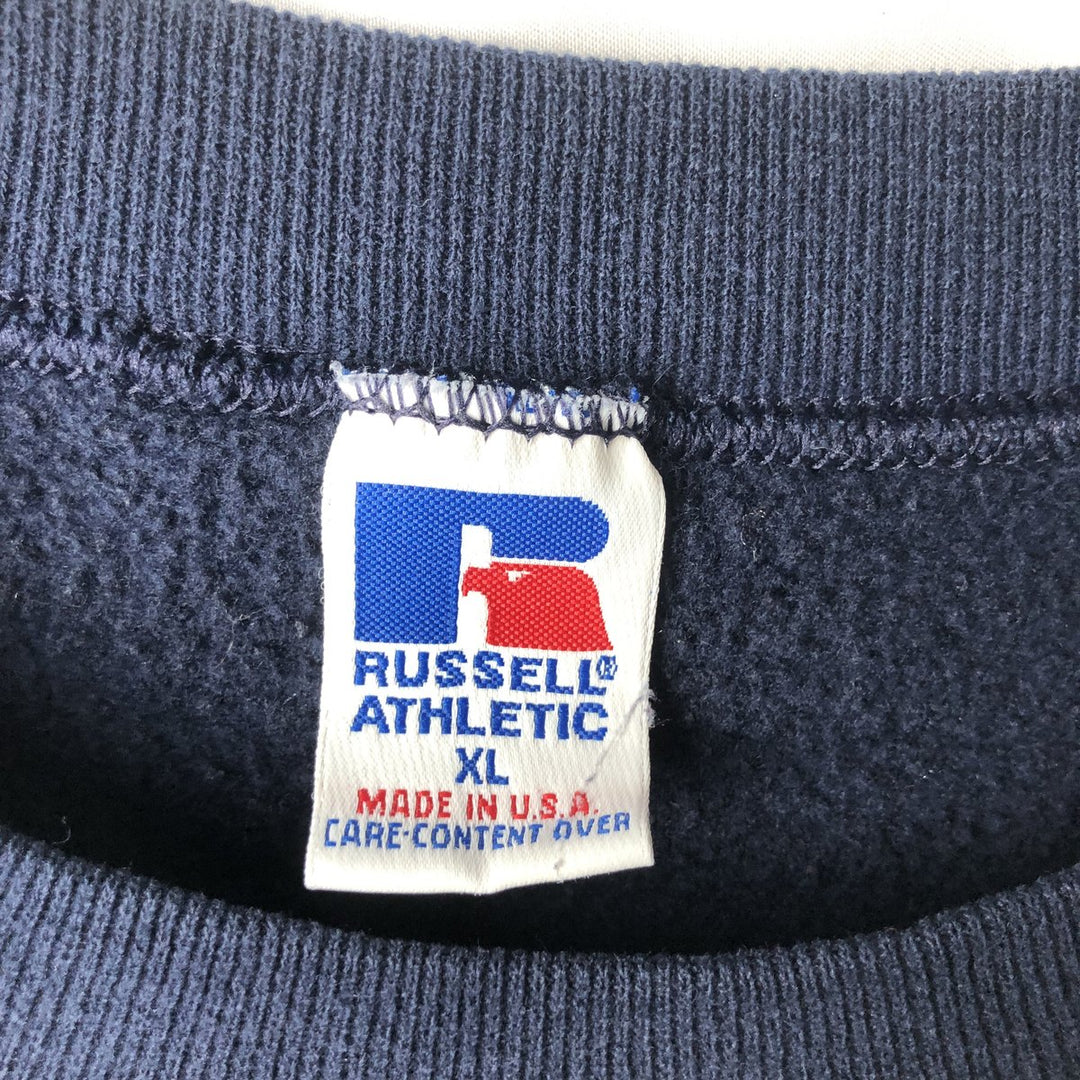 RUSSELL®
ATHLETIC
XL
MADE IN U.S.A.
CARE-CONTENT OVER